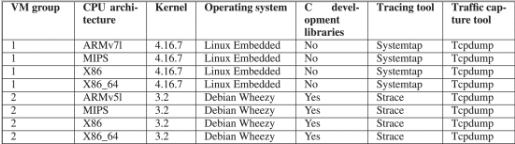 VM group CPU archi-tecture Kernel Operating system C devel-opment libraries Tracing tool Traffic cap-ture tool
1 ARMv7l 4.16.7 Linux Embedded No Systemtap Tcpdump
1 MIPS 4.16.7 Linux Embedded No Systemtap Tcpdump
1 X86 4.16.7 Linux Embedded No Systemtap Tcpdump
1 X86_64 4.16.7 Linux Embedded No Systemtap Tcpdump
2 ARMv5l 3.2 Debian Wheezy Yes Strace Tcpdump
2 MIPS 3.2 Debian Wheezy Yes Strace Tcpdump
2 X86 3.2 Debian Wheezy Yes Strace Tcpdump
2 X86_64 3.2 Debian Wheezy Yes Strace Tcpdump